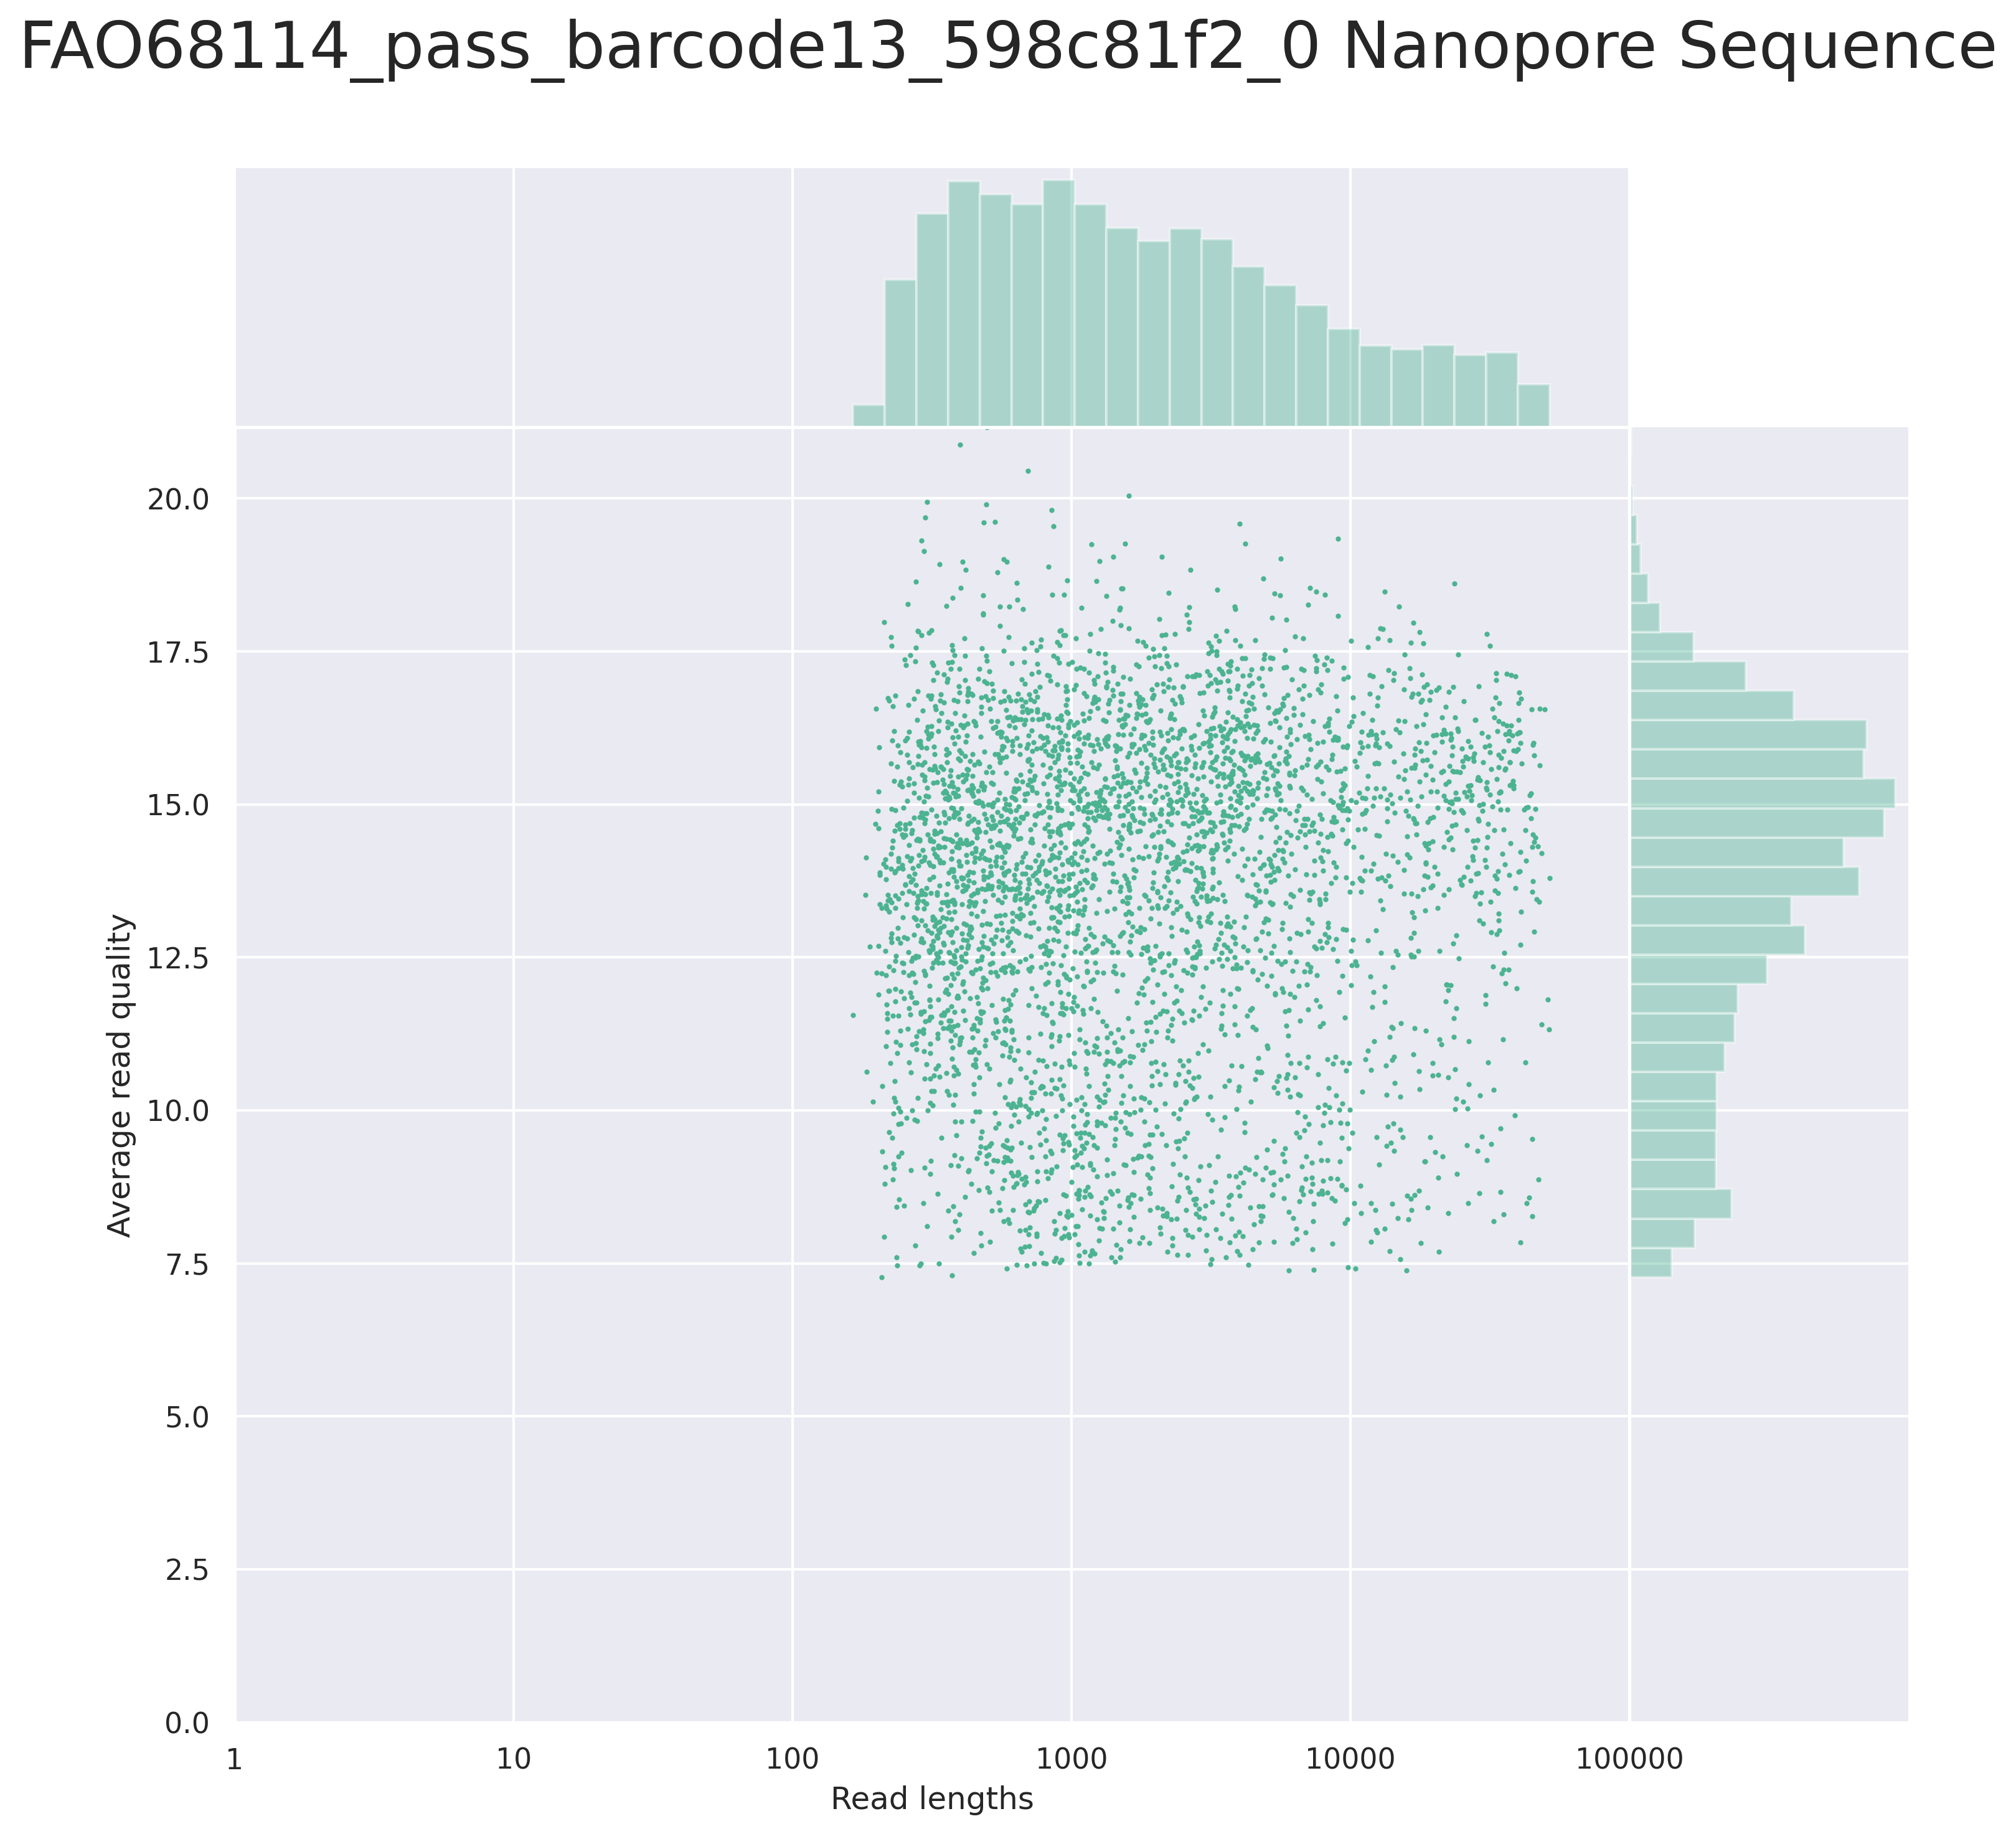 FAO68114_pass_barcode13_598c81f2_0 Nanopore Sequence
20.0
17.5
15.0
12.5
10.0
7.5
5.0
2.5
0.0
Average read quality
1 10 100 1000 10000 100000
Read lengths